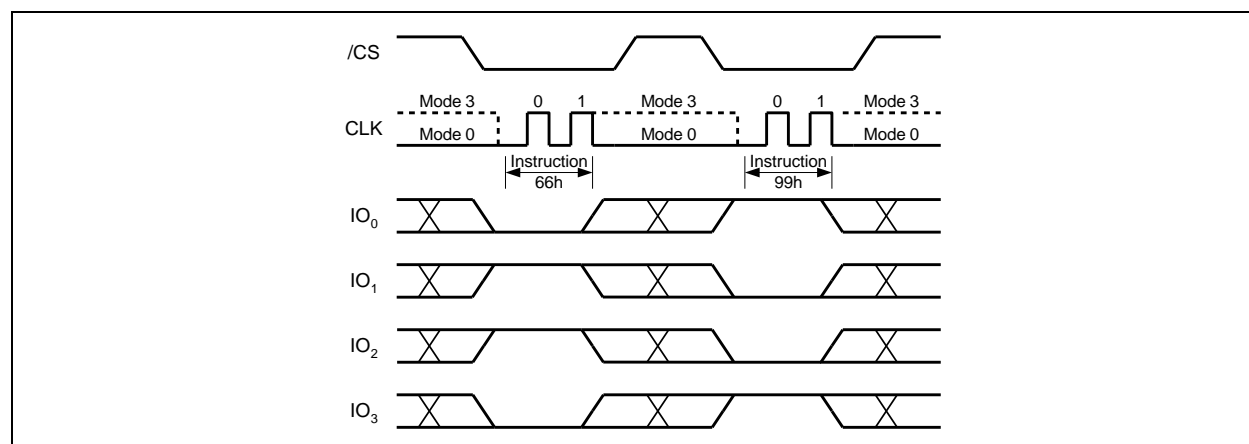 /CS
Mode 3 0 1 Mode 3 0 1 Mode 3
CLK Mode 0 Mode 0 Mode 0
Instruction Instruction
66h 99h
IO0
IO1
IO2
IO3